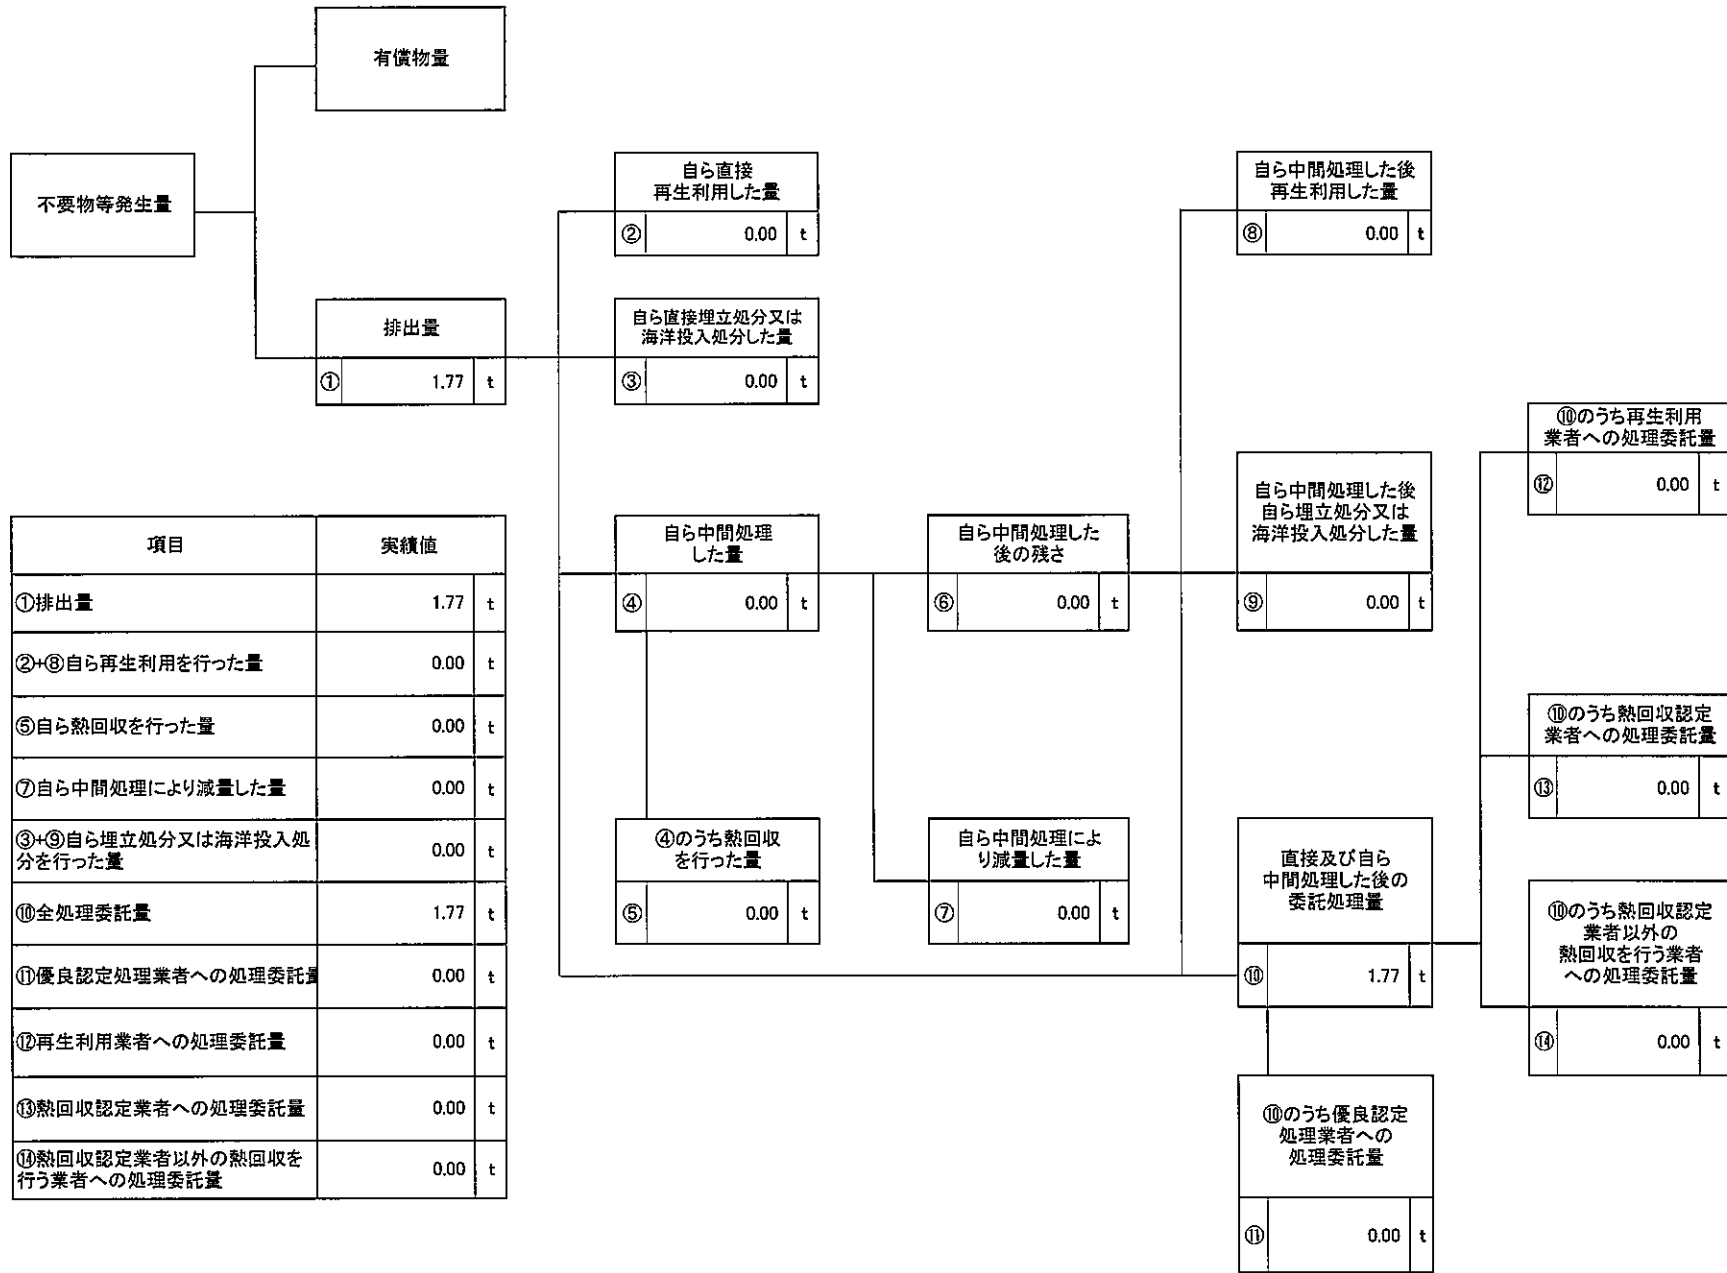 有償物量
不要物等発生量
排出量
① 1.77 t
自ら直接
再生利用した量
② 0.00 t
自ら直接埋立処分又は
海洋投入処分した量
③ 0.00 t
自ら中間処理
した量
④ 0.00 t
④のうち熱回収
を行った量
⑤ 0.00 t
自ら中間処理した
後の残さ
⑥ 0.00 t
自ら中間処理によ
り減量した量
⑦ 0.00 t
自ら中間処理した後
再生利用した量
⑧ 0.00 t
自ら中間処理した後
自ら埋立処分又は
海洋投入処分した量
⑨ 0.00 t
直接及び自ら
中間処理した後の
委託処理量
⑩ 1.77 t
⑩のうち優良認定
処理業者への
処理委託量
⑪ 0.00 t
⑩のうち再生利用
業者への処理委託量
⑫ 0.00 t
⑩のうち熱回収認定
業者への処理委託量
⑬ 0.00 t
⑩のうち熱回収認定
業者以外の
熱回収を行う業者
への処理委託量
⑭ 0.00 t
項目 実績値
①排出量 1.77 t
②+⑧自ら再生利用を行った量 0.00 t
⑤自ら熱回収を行った量 0.00 t
⑦自ら中間処理により減量した量 0.00 t
③+⑨自ら埋立処分又は海洋投入処
分を行った量 0.00 t
⑩全処理委託量 1.77 t
⑪優良認定処理業者への処理委託量 0.00 t
⑫再生利用業者への処理委託量 0.00 t
⑬熱回収認定業者への処理委託量 0.00 t
⑭熱回収認定業者以外の熱回収を
行う業者への処理委託量 0.00 t